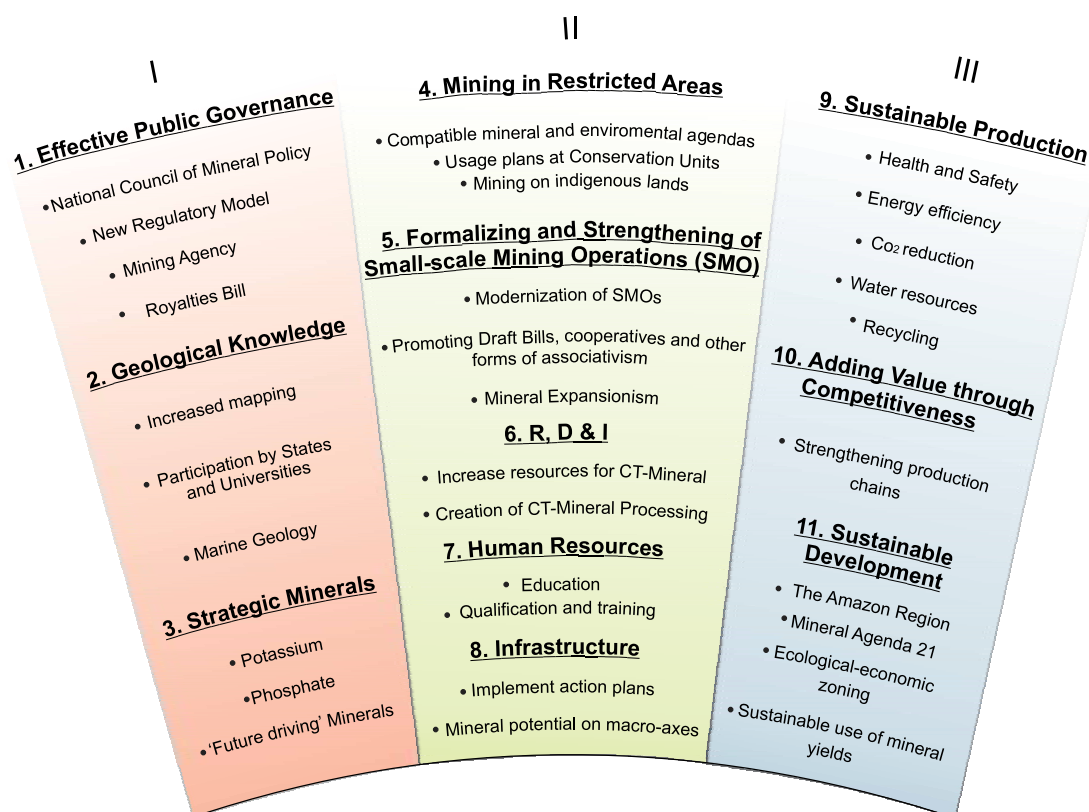 I
1. Effective Public Governance
•National Council of Mineral Policy
• New Regulatory Model
• Mining Agency
• Royalties Bill
2. Geological Knowledge
• Increased mapping
• Participation by States
and Universities
• Marine Geology
3. Strategic Minerals
• Potassium
•Phosphate
•‘Future driving’ Minerals
II
4. Mining in Restricted Areas
• Compatible mineral and enviromental agendas
• Usage plans at Conservation Units
• Mining on indigenous lands
5. Formalizing and Strengthening of
Small-scale Mining Operations (SMO)
• Modernization of SMOs
• Promoting Draft Bills, cooperatives and other
forms of associativism
• Mineral Expansionism
6. R, D & I
• Increase resources for CT-Mineral
• Creation of CT-Mineral Processing
7. Human Resources
• Education
• Qualification and training
8. Infrastructure
• Implement action plans
• Mineral potential on macro-axes
III
9. Sustainable Production
• Health and Safety
• Energy efficiency
• Co2 reduction
• Water resources
• Recycling
10. Adding Value through
Competitiveness
• Strengthening production
chains
11. Sustainable
Development
• The Amazon Region
• Mineral Agenda 21
• Ecological-economic
zoning
• Sustainable use of mineral
yields